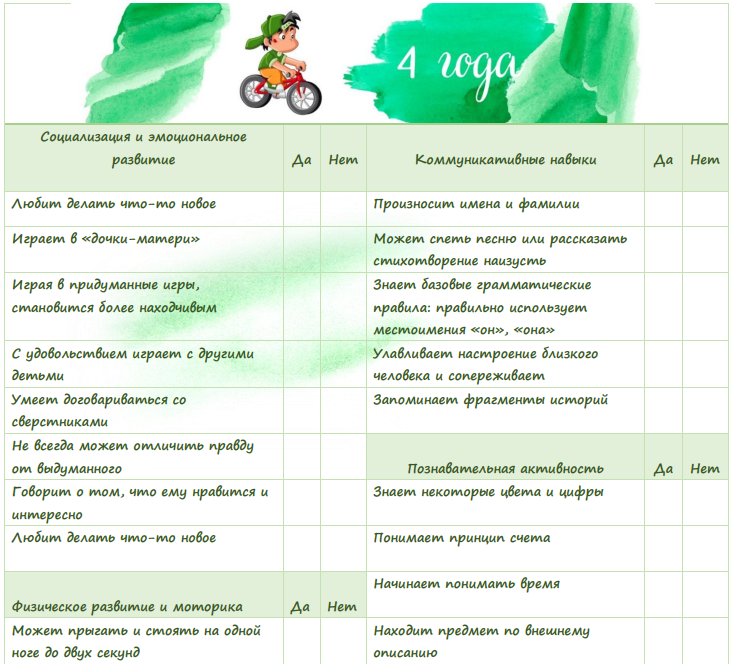 4 года
Социализация и эмоциональное
развитие
Да
Нет
Любит делать что-то новое
Играет в «дочки-матери»
Играя в придуманные игры,
становится более находчивым
С удовольствием играет с другими
детьми
Умеет договариваться со
сверстниками
Не всегда может отличить правду
от выдуманного
Говорит о том, что ему нравится и
интересно
Любит делать что-то новое
Физическое развитие и моторика
Да
Нет
Может прыгать и стоять на одной
ноге до двух секунд
Коммуникативные навыки
Да
Нет
Произносит имена и фамилии
Может спеть песню или рассказать
стихотворение наизусть
Знает базовые грамматические
правила: правильно использует
местоимения «он», «она»
Улавливает настроение близкого
человека и сопереживает
Запоминает фрагменты историй
Познавательная активность
Да
Нет
Знает некоторые цвета и цифры
Понимает принцип счета
Начинает понимать время
Находит предмет по внешнему
описанию